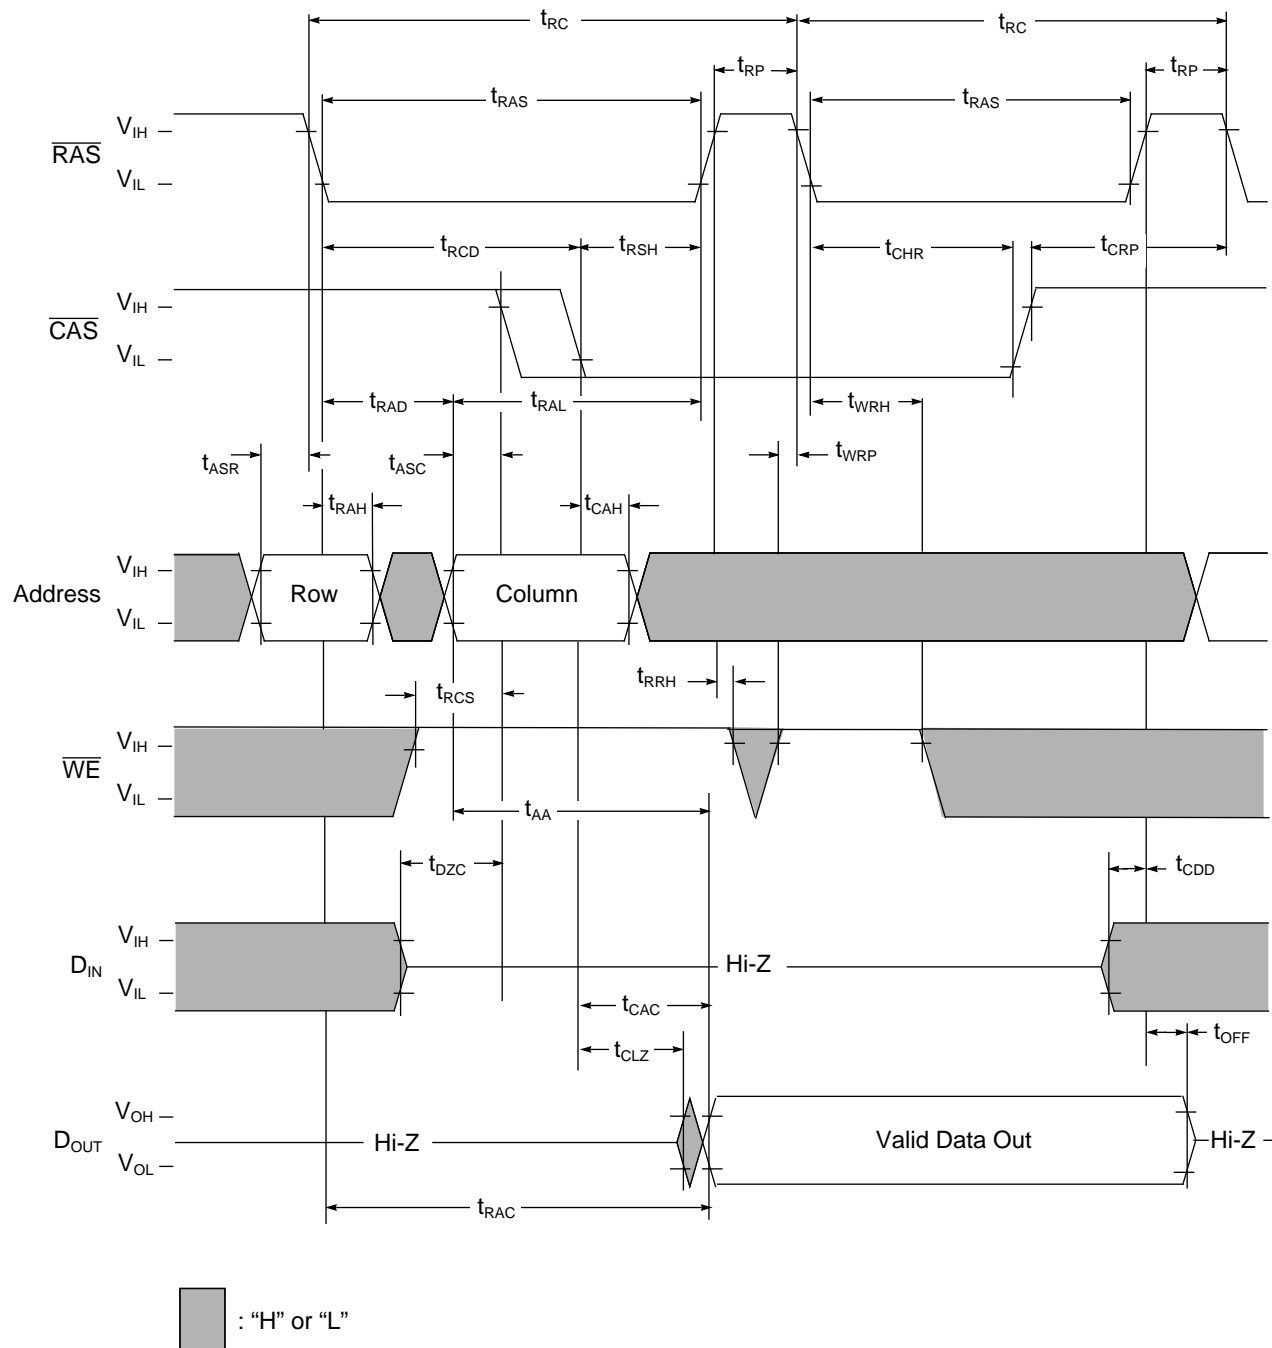 tRC tRC
tRP tRP
tRAS tRAS
VIH
RAS
VIL
tRCD tRSH tCHR tCRP
VIH
CAS
VIL
tRAD tRAL tWRH
tASR tASC tWRP
tRAH tCAH
VIH
Address Row Column
VIL
tRCS tRRH
VIH
WE
VIL
tAA
tDZC tCDD
VIH
DIN Hi-Z
VIL
tCAC
tCLZ tOFF
VOH
DOUT Hi-Z Valid Data Out Hi-Z
VOL
tRAC
: “H” or “L”